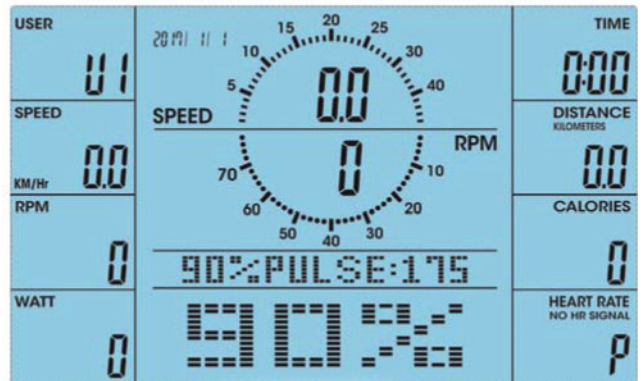 USER
U1
SPEED
KM/Hr 0.0
RPM
0
WATT
0
2017/ 1/ 1
5 10 15 20 25 30 40
0.0
SPEED
0
RPM
70 60 50 40 30 20 10
90%PULSE:175
90%
TIME
0:00
DISTANCE
KILOMETERS
0.0
CALORIES
0
HEART RATE
NO HR SIGNAL
P